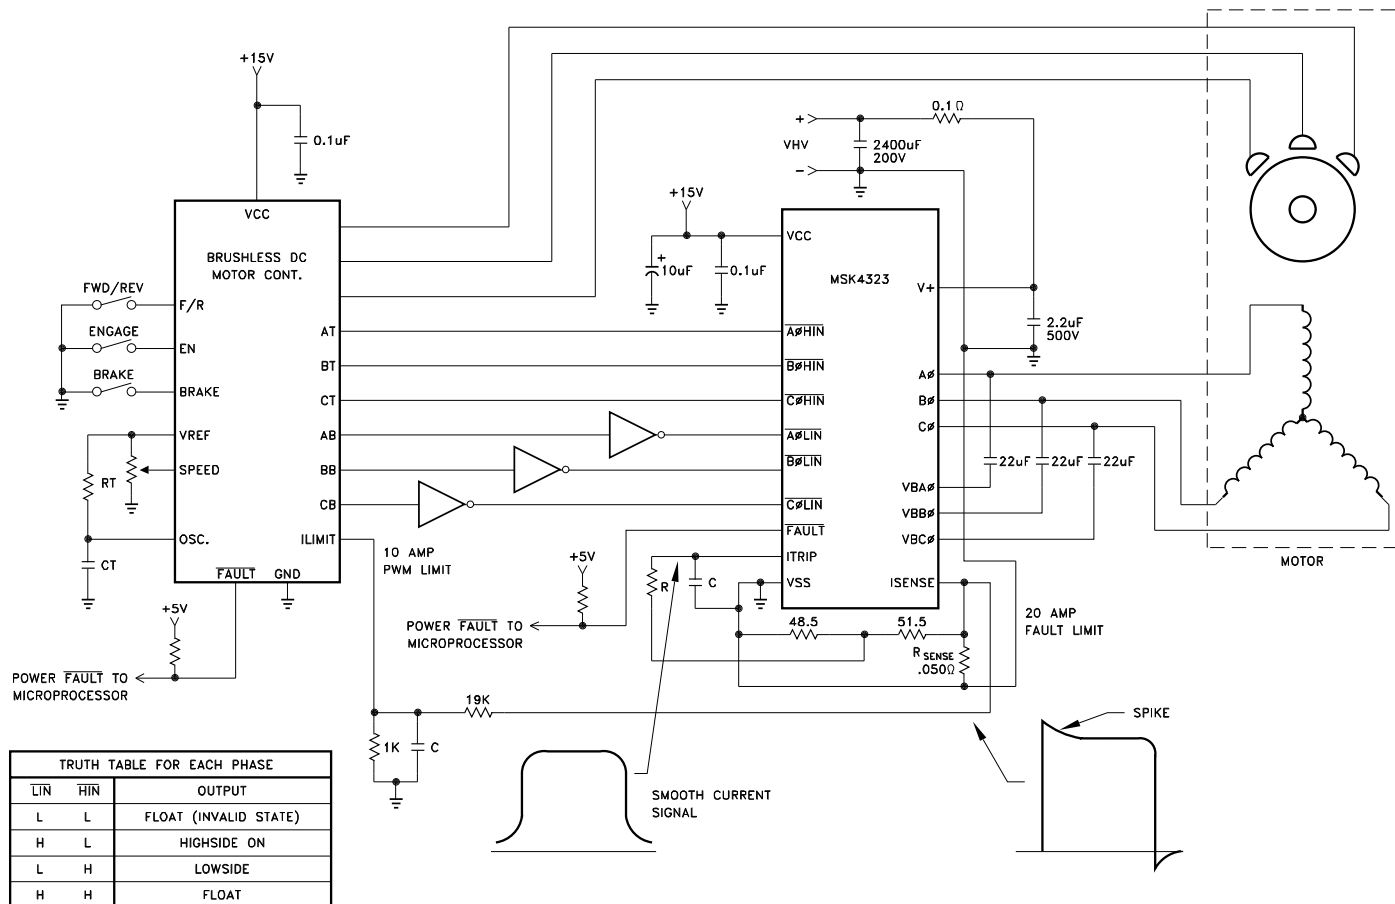 +15V
0.1uF
VCC
BRUSHLESS DC
MOTOR CONT.
FWD/REV
F/R
ENGAGE
EN
BRAKE
BRAKE
VREF
SPEED
RT
OSC.
CT
FAULT
GND
AT
BT
CT
AB
BB
CB
ILIMIT
+5V
POWER FAULT TO
MICROPROCESSOR
10 AMP
PWM LIMIT
+5V
POWER FAULT TO
MICROPROCESSOR
+15V
10uF
+
0.1uF
+
VHV
−
2400uF
200V
0.1Ω
VCC
MSK4323
V+
AØHIN
BØHIN
CØHIN
AØLIN
BØLIN
CØLIN
FAULT
ITRIP
VSS
AØ
BØ
CØ
VBAØ
VBBØ
VBCØ
ISENSE
2.2uF
500V
22uF
22uF
22uF
MOTOR
R
C
48.5
51.5
RSENSE
.050Ω
20 AMP
FAULT LIMIT
19K
1K
C
SMOOTH CURRENT
SIGNAL
SPIKE
TRUTH TABLE FOR EACH PHASE
LIN HIN OUTPUT
L L FLOAT (INVALID STATE)
H L HIGHSIDE ON
L H LOWSIDE
H H FLOAT